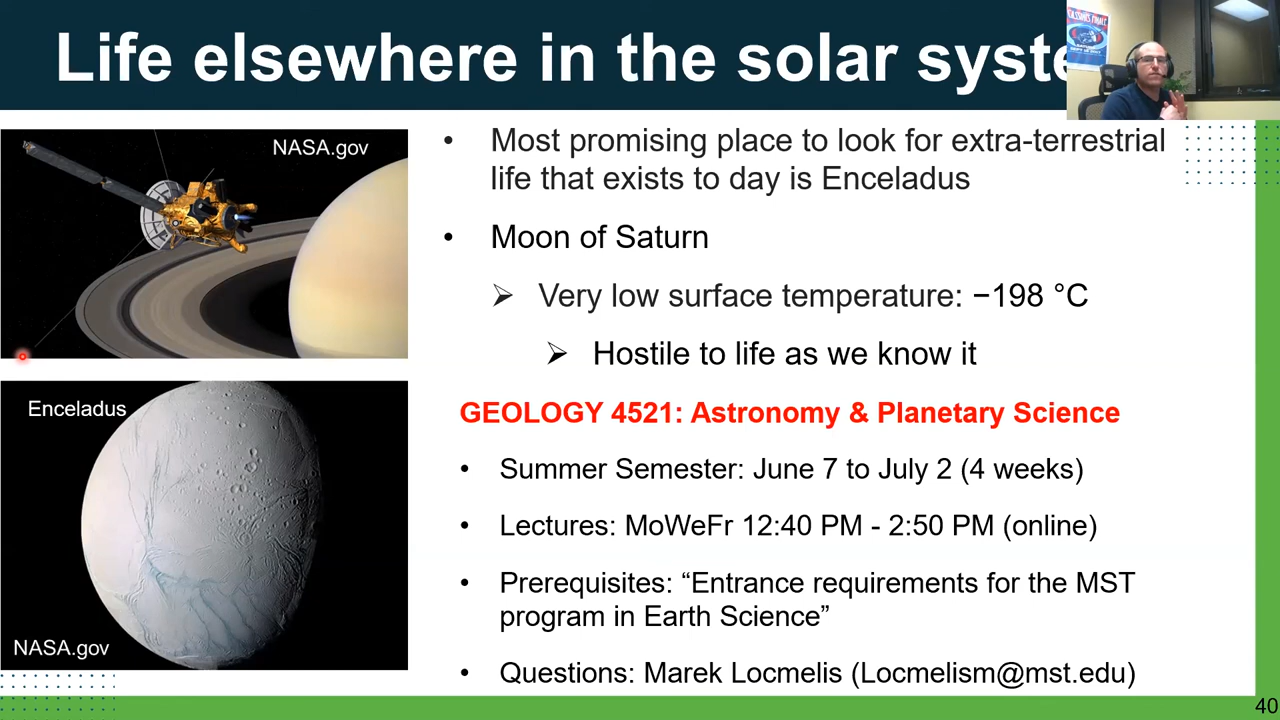 Life elsewhere in the solar syste
NASA.gov
• Most promising place to look for extra-terrestrial
life that exists to day is Enceladus
• Moon of Saturn
➢ Very low surface temperature: −198 °C
➢ Hostile to life as we know it
Enceladus
NASA.gov
GEOLOGY 4521: Astronomy & Planetary Science
• Summer Semester: June 7 to July 2 (4 weeks)
• Lectures: MoWeFr 12:40 PM - 2:50 PM (online)
• Prerequisites: “Entrance requirements for the MST
program in Earth Science”
• Questions: Marek Locmelis (Locmelism@mst.edu)
40